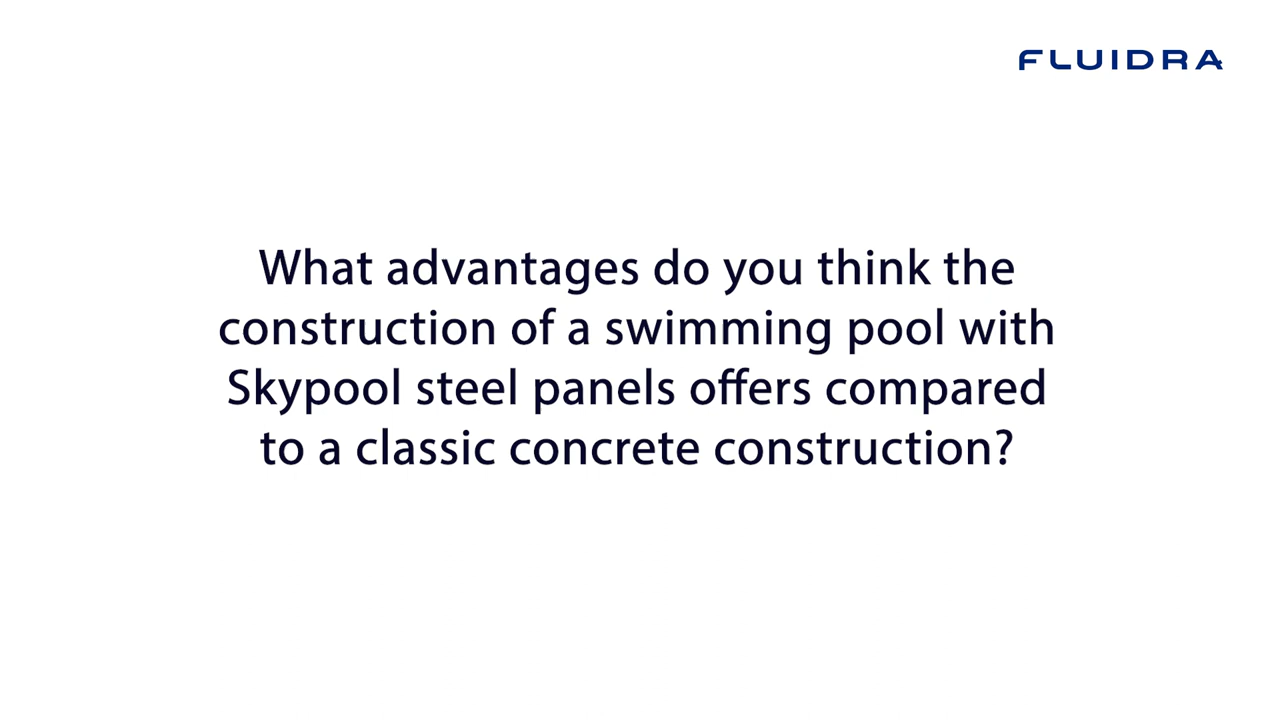 FLUIDRA
What advantages do you think the
construction of a swimming pool with
Skypool steel panels offers compared
to a classic concrete construction?